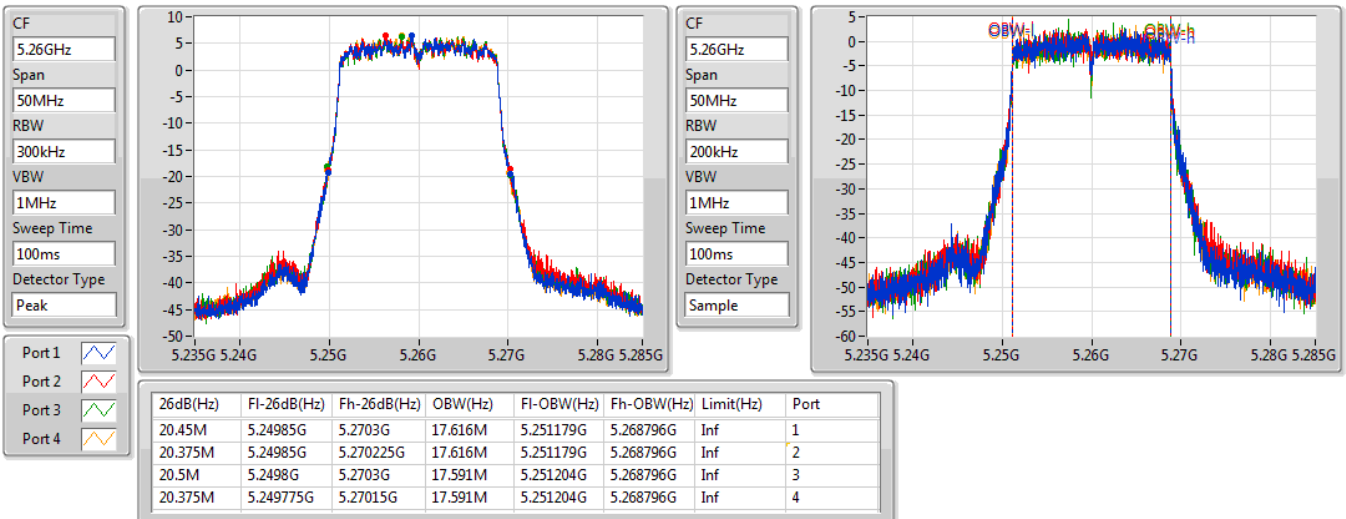 CF
5.26GHz
Span
50MHz
RBW
300kHz
VBW
1MHz
Sweep Time
100ms
Detector Type
Peak
10
5
0
-5
-10
-15
-20
-25
-30
-35
-40
-45
-50
5.235G 5.24G 5.25G 5.26G 5.27G 5.28G 5.285G
CF
5.26GHz
Span
50MHz
RBW
200kHz
VBW
1MHz
Sweep Time
100ms
Detector Type
Sample
5
0
-5
-10
-15
-20
-25
-30
-35
-40
-45
-50
-55
-60
OBW-l OBW-h
5.235G 5.24G 5.25G 5.26G 5.27G 5.28G 5.285G
Port 1
Port 2
Port 3
Port 4
26dB(Hz) Fl-26dB(Hz) Fh-26dB(Hz) OBW(Hz) Fl-OBW(Hz) Fh-OBW(Hz) Limit(Hz) Port
20.45M 5.24985G 5.2703G 17.616M 5.251179G 5.268796G Inf 1
20.375M 5.24985G 5.270225G 17.616M 5.251179G 5.268796G Inf 2
20.5M 5.2498G 5.2703G 17.591M 5.251204G 5.268796G Inf 3
20.375M 5.249775G 5.27015G 17.591M 5.251204G 5.268796G Inf 4